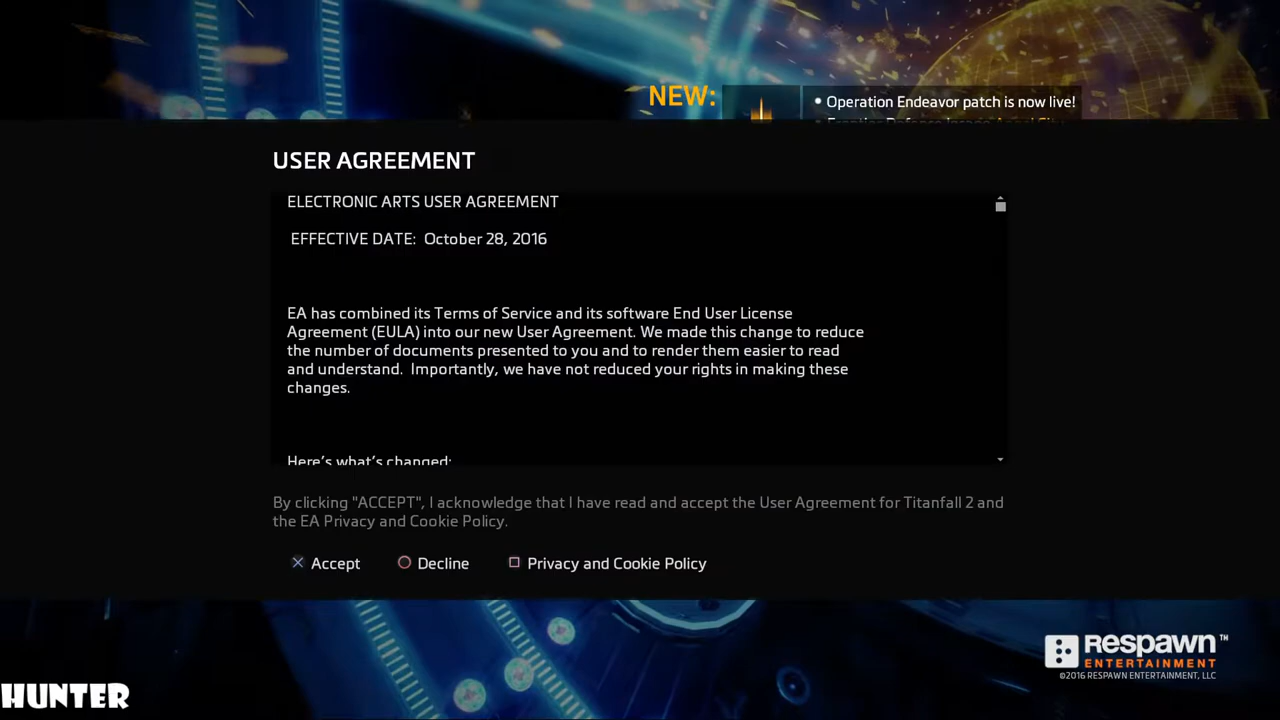 NEW:
• Operation Endeavor patch is now live!
USER AGREEMENT
ELECTRONIC ARTS USER AGREEMENT
EFFECTIVE DATE: October 28, 2016
EA has combined its Terms of Service and its software End User License
Agreement (EULA) into our new User Agreement. We made this change to reduce
the number of documents presented to you and to render them easier to read
and understand. Importantly, we have not reduced your rights in making these
changes.
Here's what's changed:
By clicking "ACCEPT", I acknowledge that I have read and accept the User Agreement for Titanfall 2 and
the EA Privacy and Cookie Policy.
Accept Decline Privacy and Cookie Policy
RESPAWN™
ENTERTAINMENT
©2016 RESPAWN ENTERTAINMENT, LLC
HUNTER